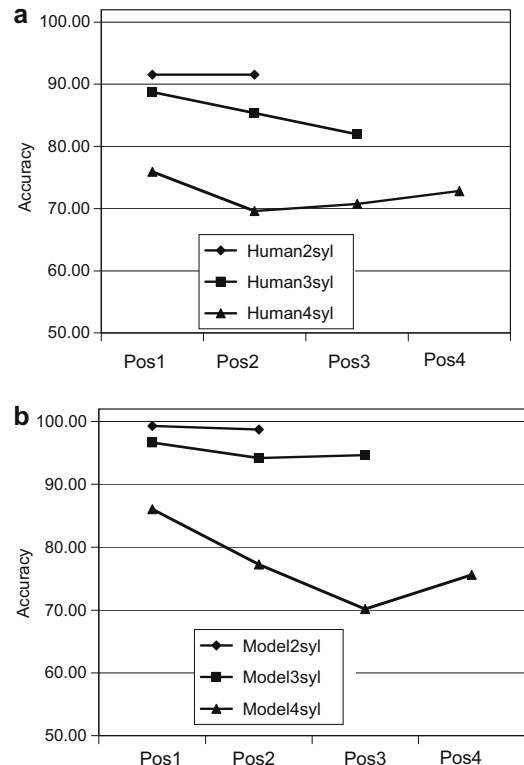 a
100.00
90.00
80.00
70.00
60.00
50.00
Accuracy
Human2syl
Human3syl
Human4syl
Pos1 Pos2 Pos3 Pos4
b
100.00
90.00
80.00
70.00
60.00
50.00
Accuracy
Model2syl
Model3syl
Model4syl
Pos1 Pos2 Pos3 Pos4